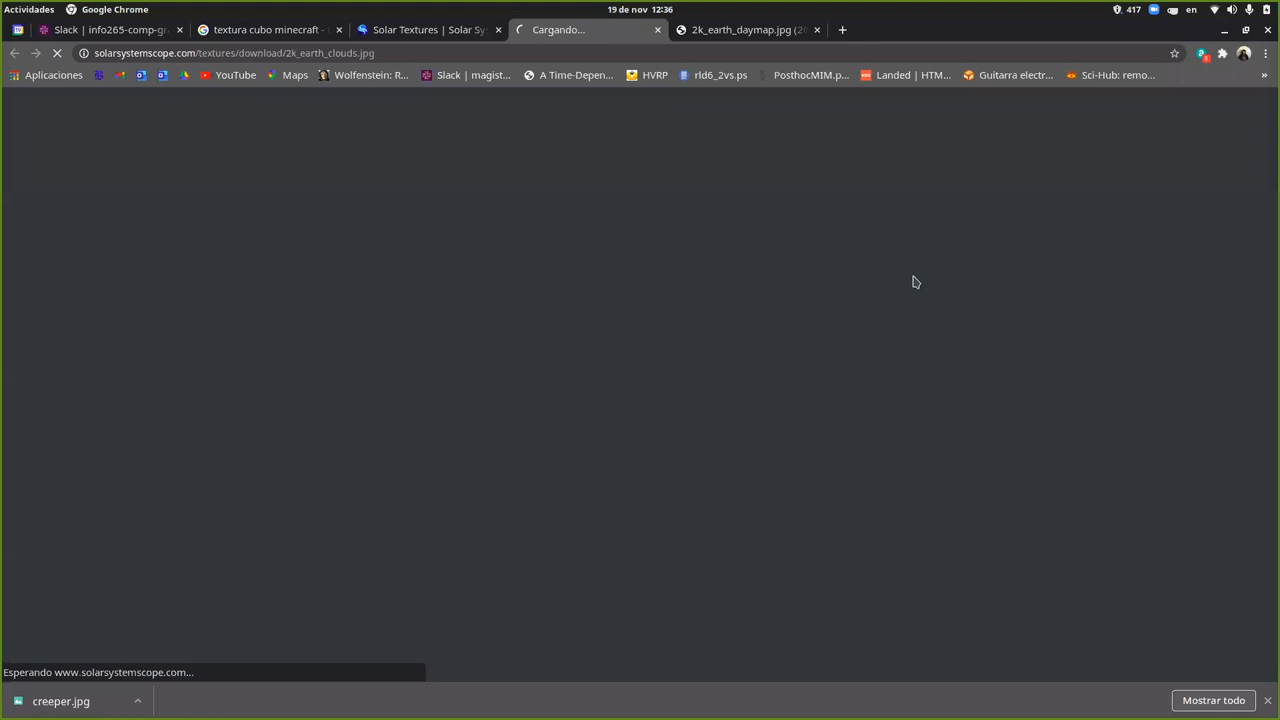 Actividades
Google Chrome
19 de nov 12:36
417
en
Slack | info265-comp-gr
textura cubo minecraft -
Solar Textures | Solar Sy
Cargando...
2k_earth_daymap.jpg (20
solarsystemscope.com/textures/download/2k_earth_clouds.jpg
8
Aplicaciones
YouTube
Maps
Wolfenstein: R...
Slack | magist...
A Time-Depen...
HVRP
rld6_2vs.ps
PosthocMIM.p...
Landed | HTM...
Guitarra electr...
Sci-Hub: remo...
»
Esperando www.solarsystemscope.com...
creeper.jpg
Mostrar todo